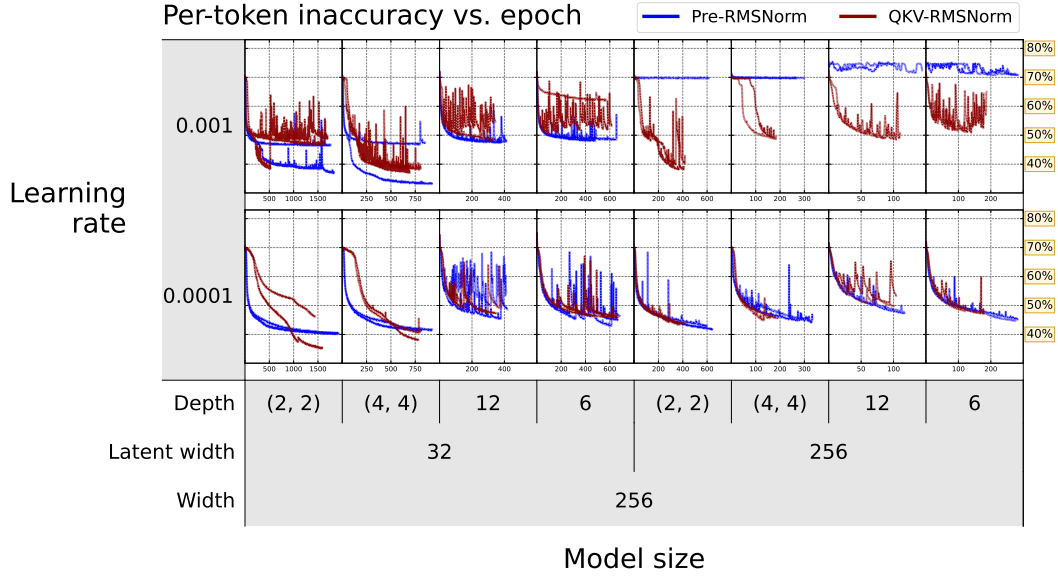 Per-token inaccuracy vs. epoch
Pre-RMSNorm QKV-RMSNorm
80%
70%
60%
50%
40%
0.001
500 1000 1500 250 500 750 200 400 200 400 600 200 400 600 100 200 300 50 100 100 200
Learning
rate
80%
70%
60%
50%
40%
0.0001
500 1000 1500 250 500 750 200 400 200 400 600 200 400 600 100 200 300 50 100 100 200
Depth (2, 2) (4, 4) 12 6 (2, 2) (4, 4) 12 6
Latent width 32 256
Width 256
Model size